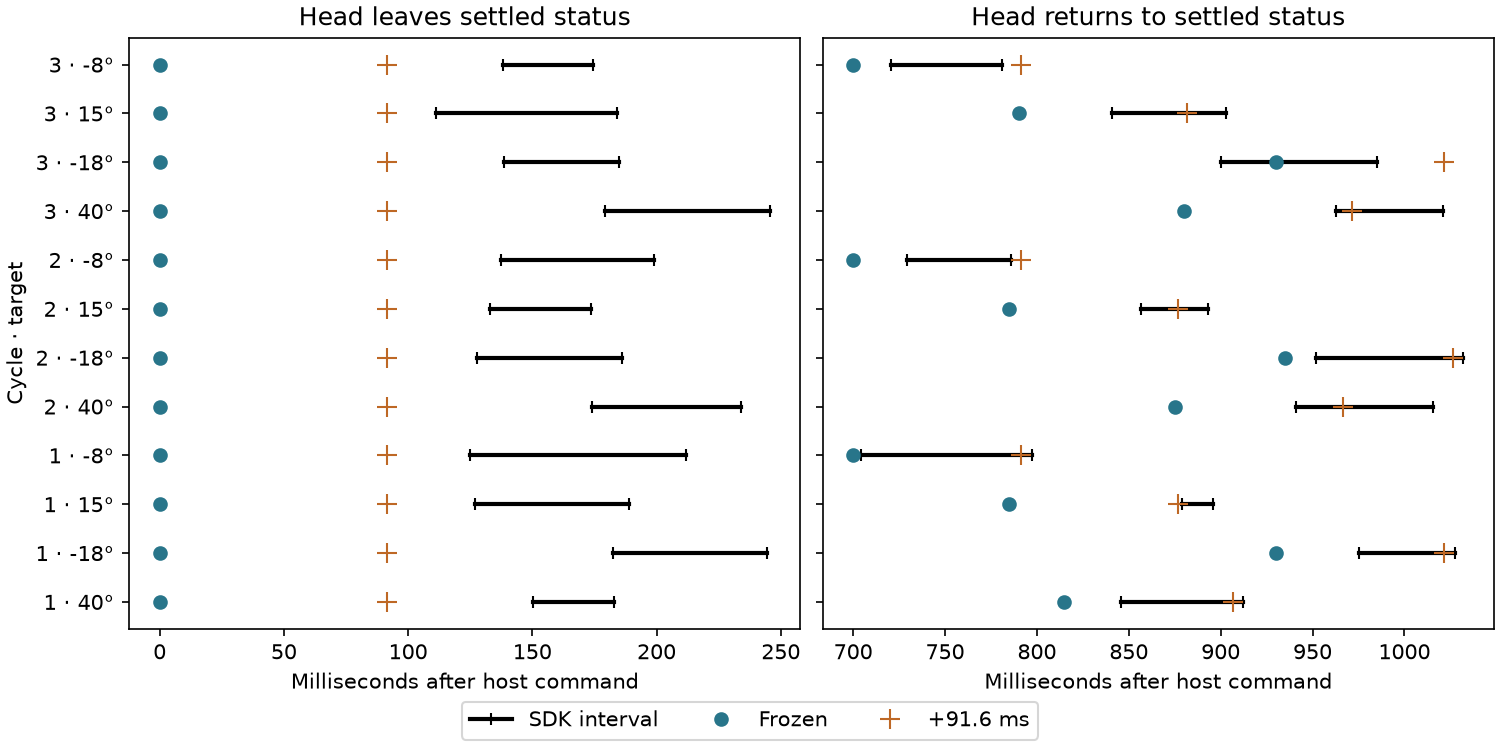 Head leaves settled status
Head returns to settled status
Cycle · target
3 · -8°
3 · 15°
3 · -18°
3 · 40°
2 · -8°
2 · 15°
2 · -18°
2 · 40°
1 · -8°
1 · 15°
1 · -18°
1 · 40°
0 50 100 150 200 250
700 750 800 850 900 950 1000
Milliseconds after host command
Milliseconds after host command
SDK interval Frozen +91.6 ms